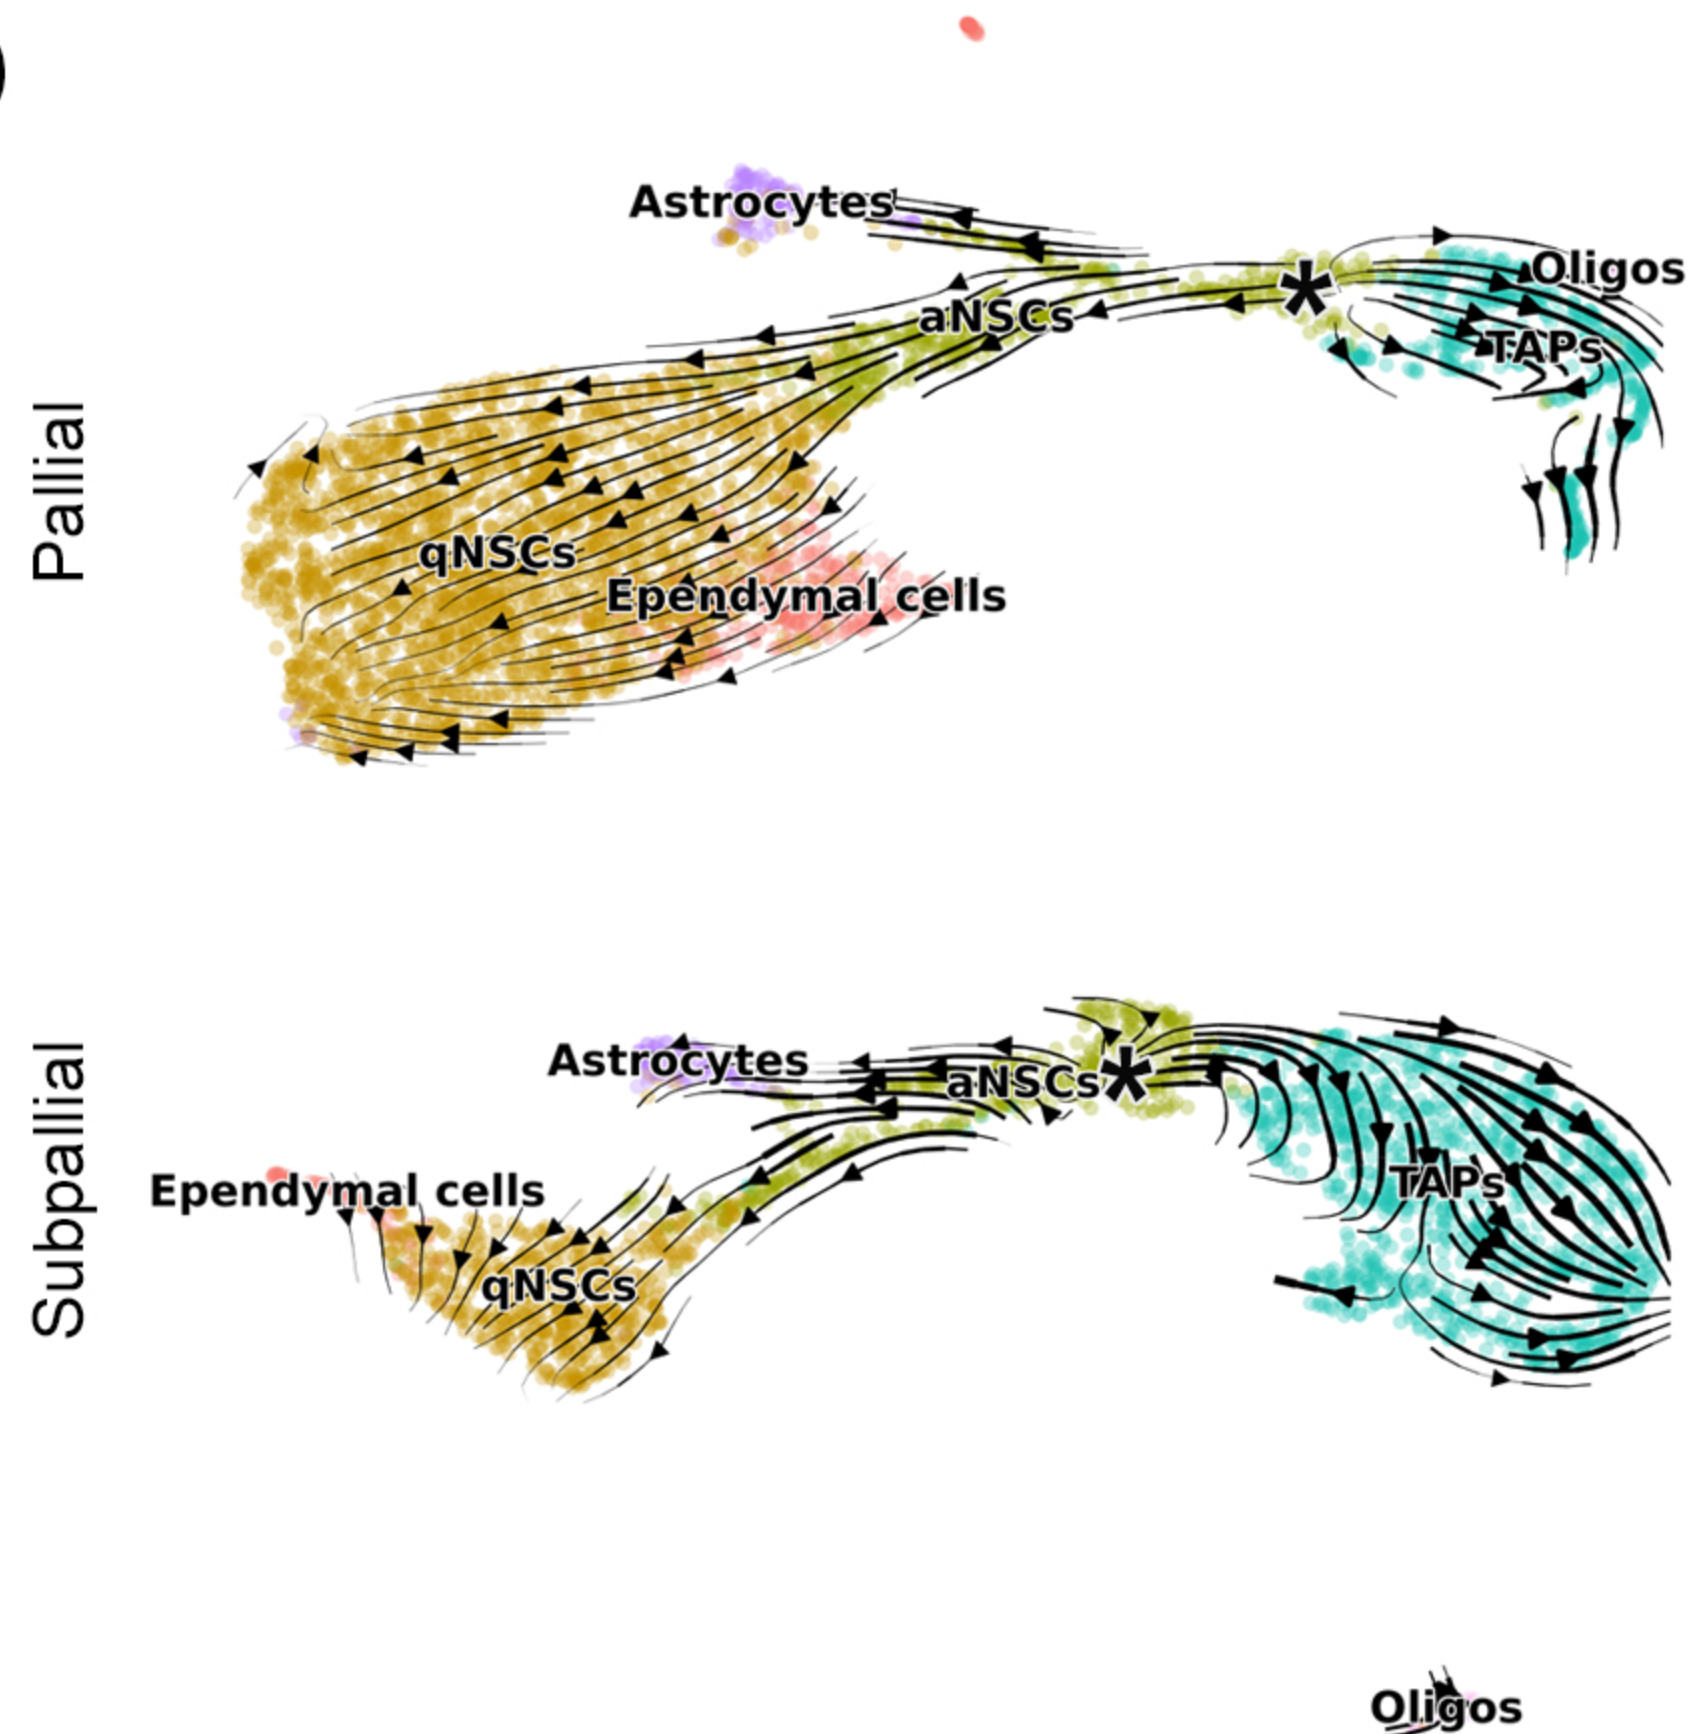 Pallial
Astrocytes
Oligos
aNSCs
*
TAPs
qNSCs
Ependymal cells
Subpallial
Astrocytes
aNSCs
*
Ependymal cells
TAPs
qNSCs
Oligos